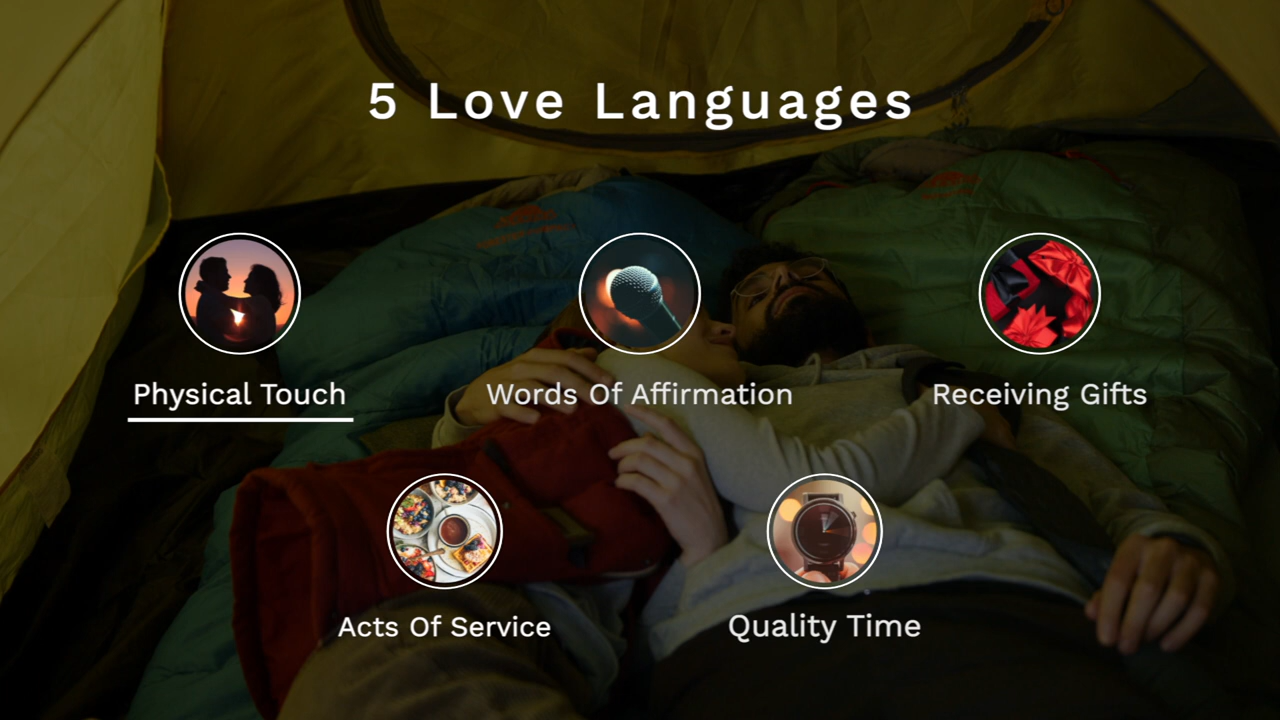 5 Love Languages
Physical Touch
Words Of Affirmation
Receiving Gifts
Acts Of Service
Quality Time